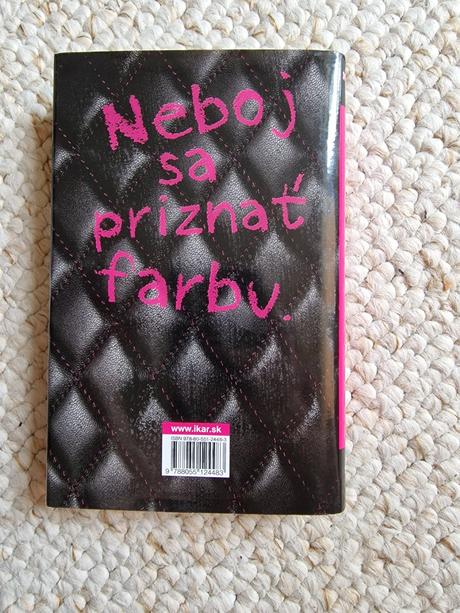 Neboj
sa
priznať
farbu.
www.ikar.sk
ISBN 978-80-551-2448-3
9 788055 124483